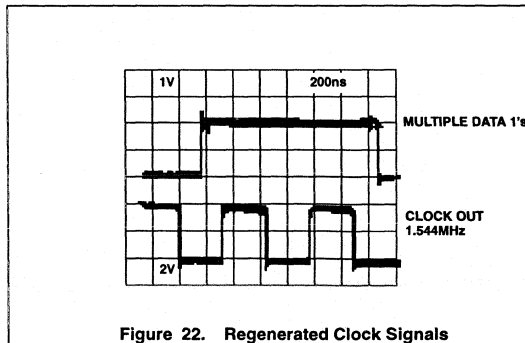 1V 200ns
MULTIPLE DATA 1's
CLOCK OUT
1.544MHz
2V
Figure 22. Regenerated Clock Signals